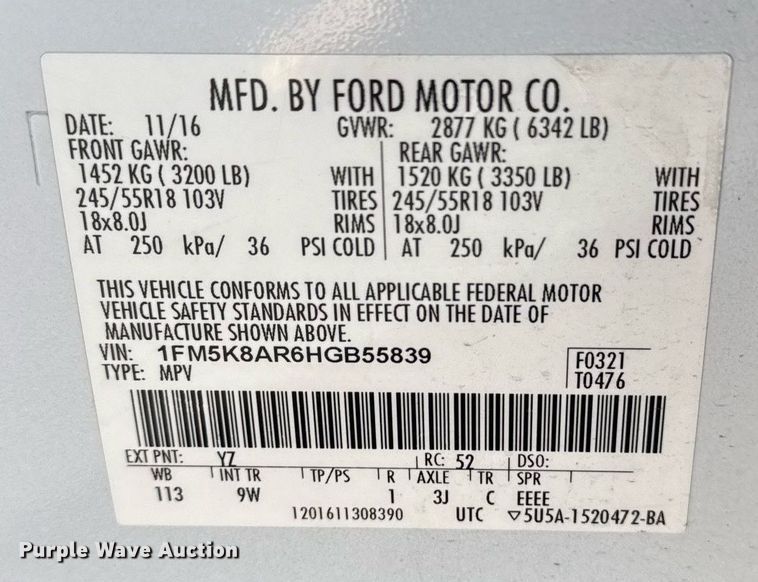 MFD. BY FORD MOTOR CO.
DATE: 11/16 GVWR: 2877 KG ( 6342 LB)
FRONT GAWR: REAR GAWR:
1452 KG ( 3200 LB) WITH 1520 KG ( 3350 LB) WITH
245/55R18 103V TIRES 245/55R18 103V TIRES
18x8.0J RIMS 18x8.0J RIMS
AT 250 kPa/ 36 PSI COLD AT 250 kPa/ 36 PSI COLD
THIS VEHICLE CONFORMS TO ALL APPLICABLE FEDERAL MOTOR
VEHICLE SAFETY STANDARDS IN EFFECT ON THE DATE OF
MANUFACTURE SHOWN ABOVE.
VIN: 1FM5K8AR6HGB55839 F0321
TYPE: MPV T0476
EXT PNT: YZ RC: 52 DSO:
WB INT TR TP/PS R AXLE TR SPR
113 9W 1 3J C EEEE
1201611308390 UTC ▽5U5A-1520472-BA
Purple Wave Auction